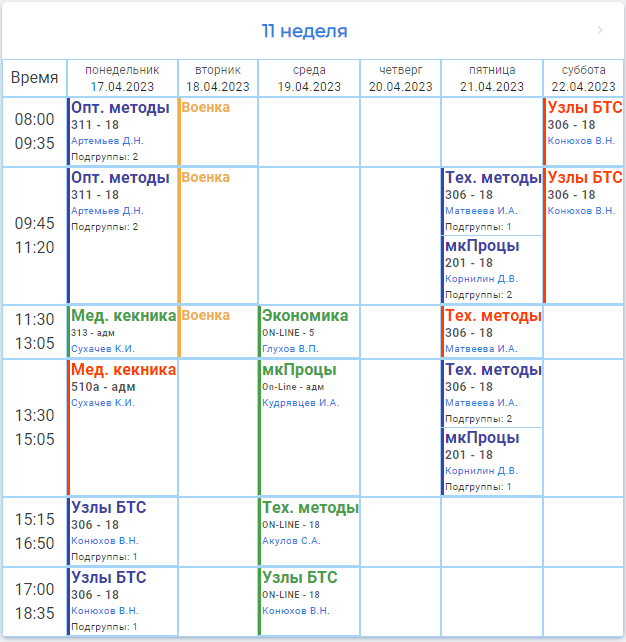 11 неделя
Время
понедельник
17.04.2023
вторник
18.04.2023
среда
19.04.2023
четверг
20.04.2023
пятница
21.04.2023
суббота
22.04.2023
08:00
09:35
Опт. методы
311 - 18
Артемьев Д.Н.
Подгруппы: 2
Военка
Узлы БТС
306 - 18
Конюхов В.Н.
09:45
11:20
Опт. методы
311 - 18
Артемьев Д.Н.
Подгруппы: 2
Военка
Тех. методы
306 - 18
Матвеева И.А.
Подгруппы: 1
мкПроцы
201 - 18
Корнилин Д.В.
Подгруппы: 2
Узлы БТС
306 - 18
Конюхов В.Н.
11:30
13:05
Мед. кекника
313 - адм
Сухачев К.И.
Военка
Экономика
ON-LINE - 5
Глухов В.П.
Тех. методы
306 - 18
Матвеева И.А.
13:30
15:05
Мед. кекника
510а - адм
Сухачев К.И.
мкПроцы
On-Line - адм
Кудрявцев И.А.
Тех. методы
306 - 18
Матвеева И.А.
Подгруппы: 2
мкПроцы
201 - 18
Корнилин Д.В.
Подгруппы: 1
15:15
16:50
Узлы БТС
306 - 18
Конюхов В.Н.
Подгруппы: 1
Тех. методы
ON-LINE - 18
Акулов С.А.
17:00
18:35
Узлы БТС
306 - 18
Конюхов В.Н.
Подгруппы: 1
Узлы БТС
ON-LINE - 18
Конюхов В.Н.